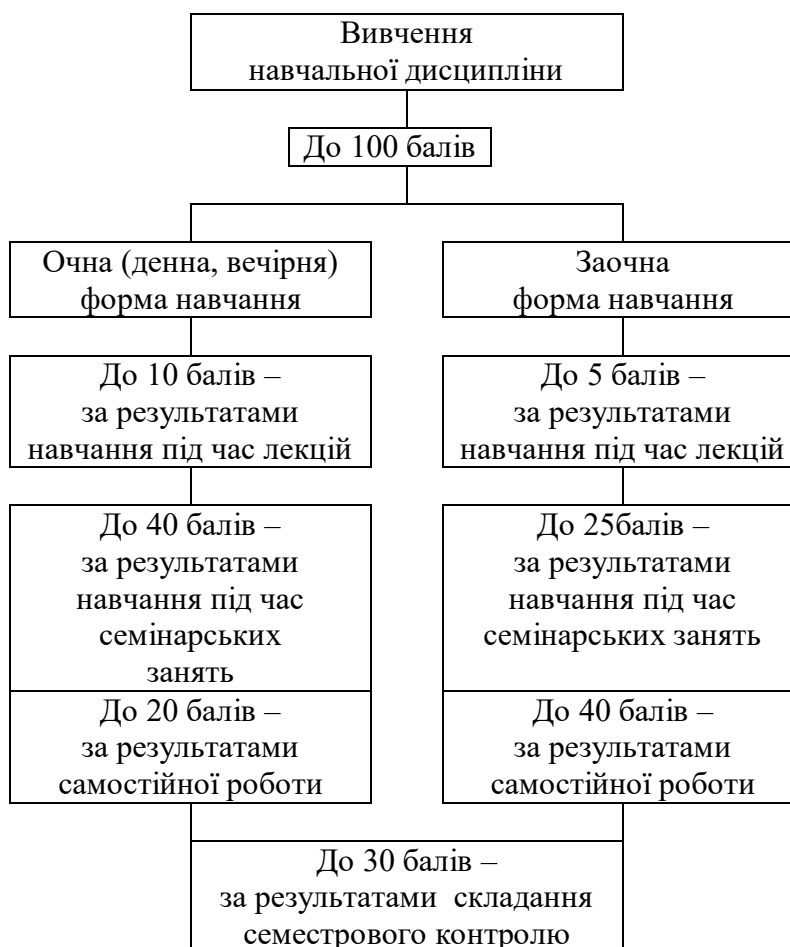 Вивчення
навчальної дисципліни
До 100 балів
Очна (денна, вечірня)
форма навчання
До 10 балів –
за результатами
навчання під час лекцій
До 40 балів –
за результатами
навчання під час
семінарських
занять
До 20 балів –
за результатами
самостійної роботи
Заочна
форма навчання
До 5 балів –
за результатами
навчання під час лекцій
До 25балів –
за результатами
навчання під час
семінарських занять
До 40 балів –
за результатами
самостійної роботи
До 30 балів –
за результатами складання
семестрового контролю